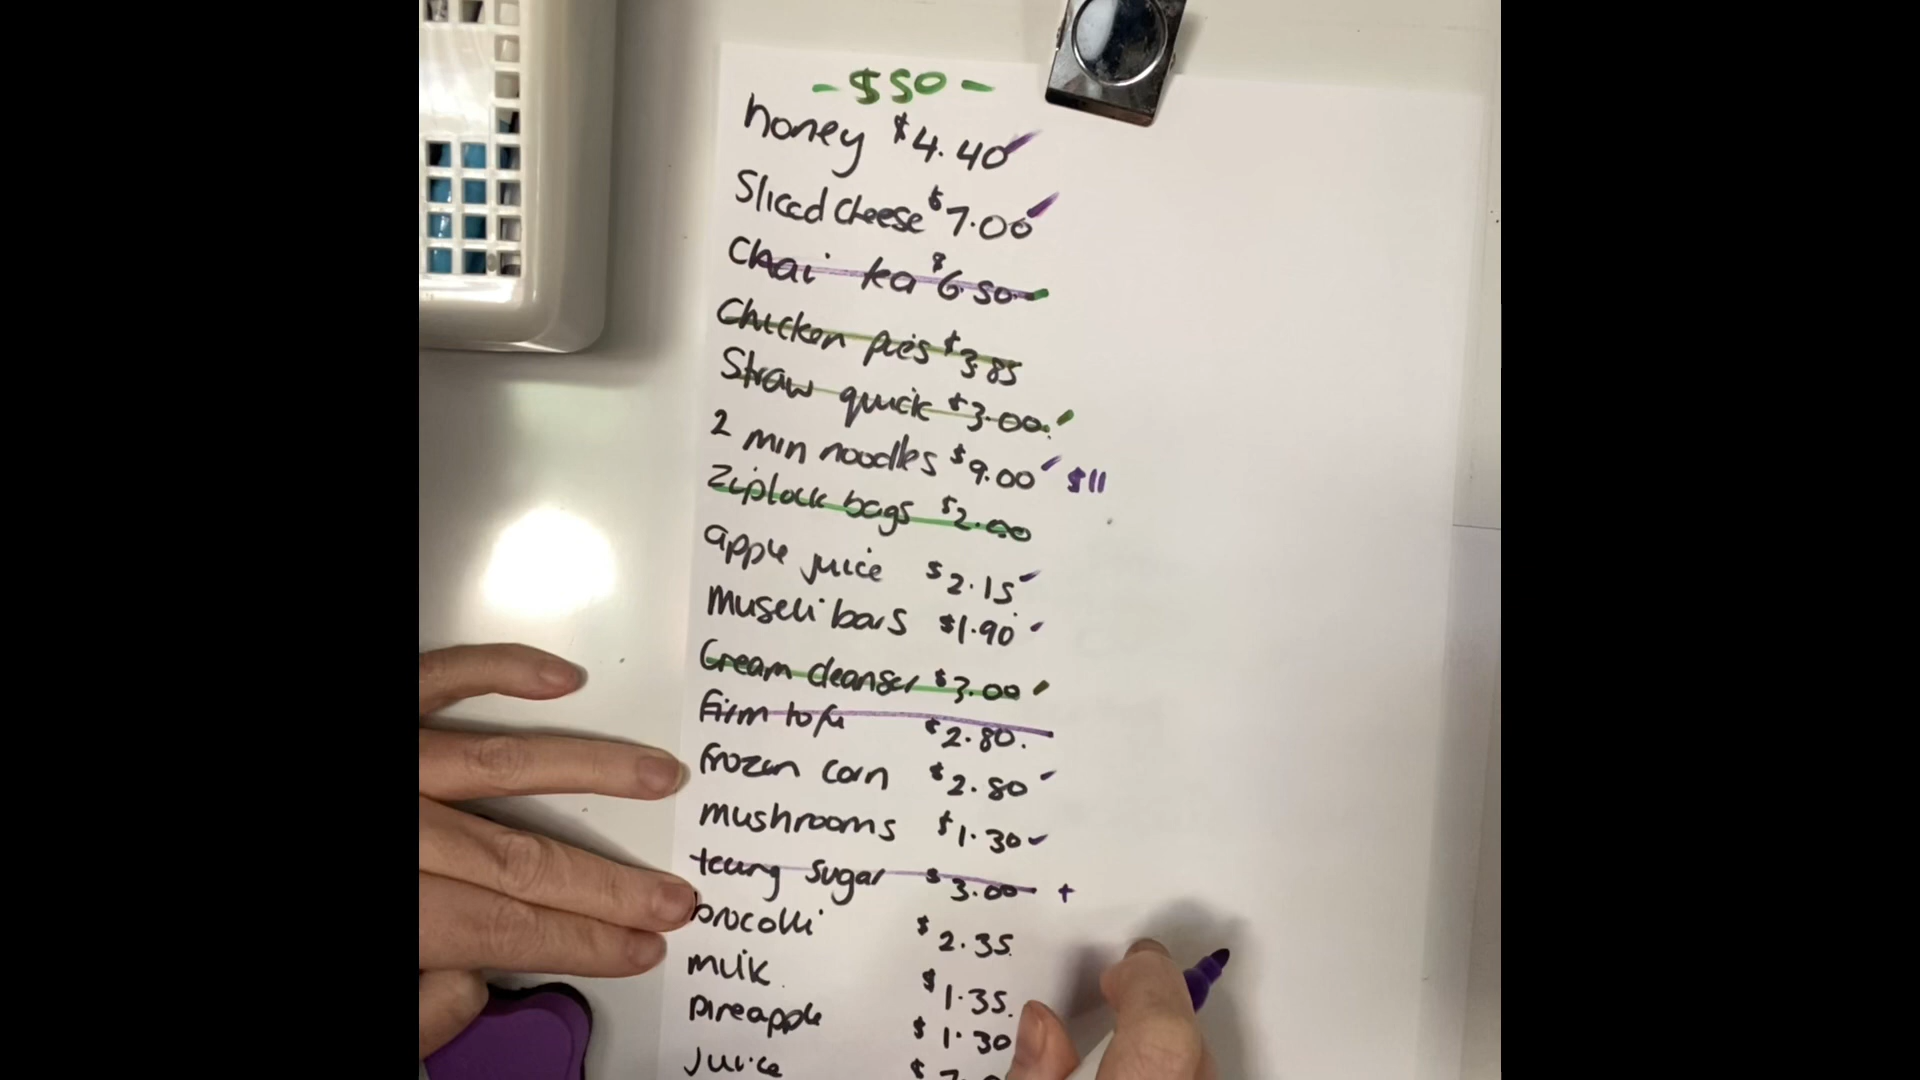 - $50 -
honey $4.40
Sliced Cheese $7.00
Chai tea $6.50
Chicken pies $3.85
Straw quick $3.00
2 min noodles $9.00 $11
Ziplock bags $2.00
apple juice $2.15
Museli bars $1.90
Cream cleanser $3.00
firm tofu $2.80
frozen corn $2.80
mushrooms $1.30
sugar $3.00 +
brocolli $2.35
milk $1.35
pineapple $1.30
juice $